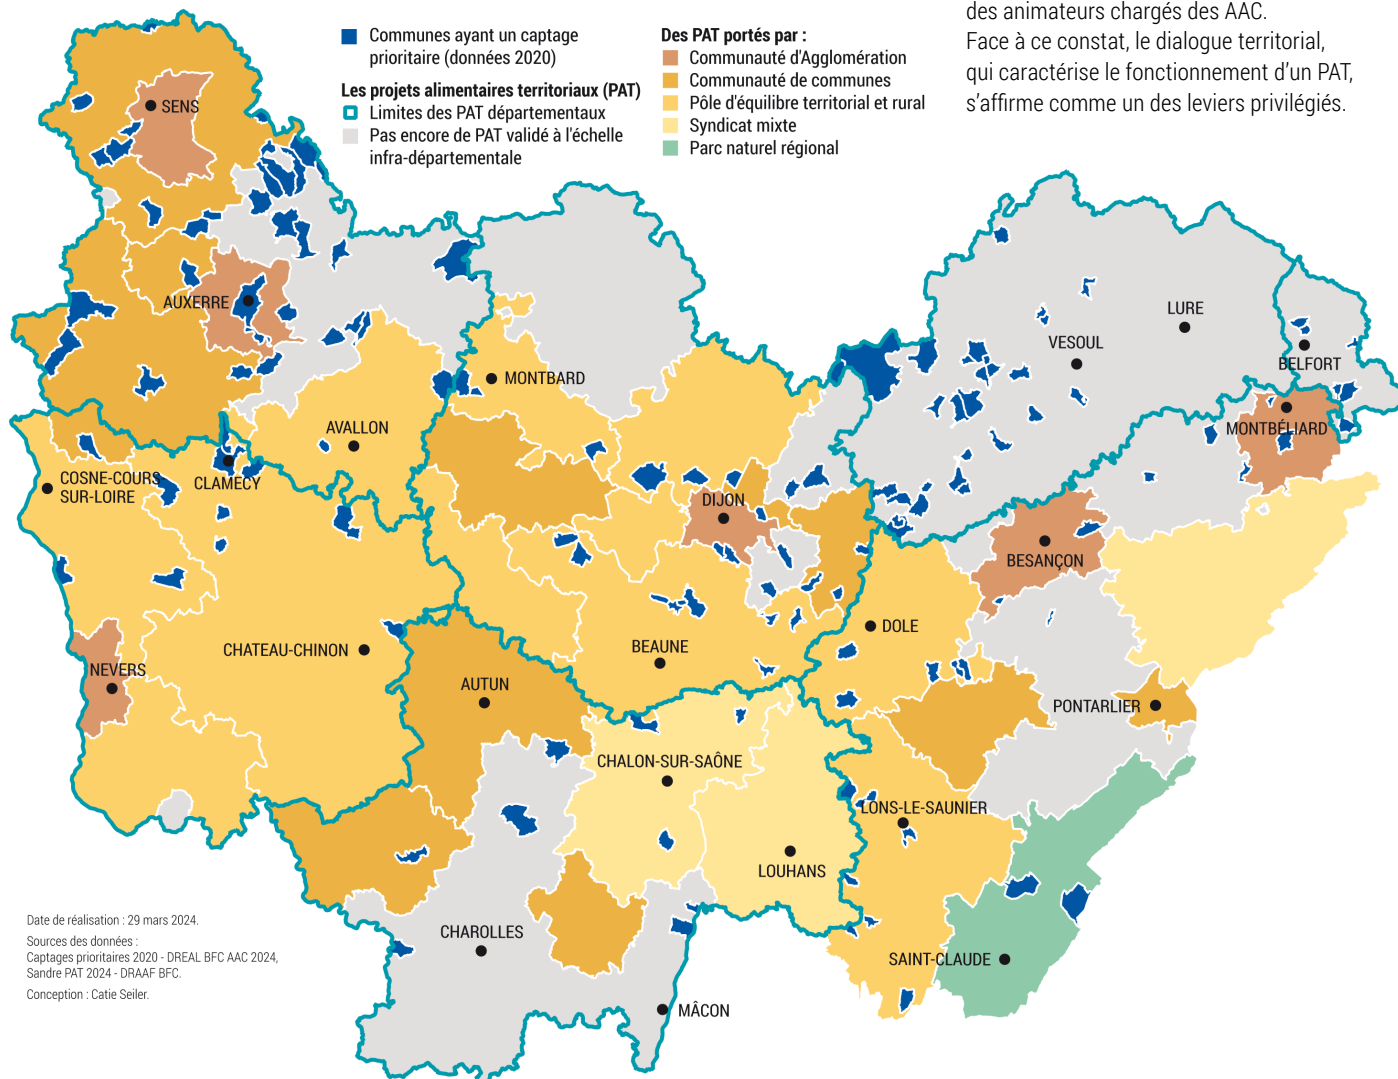 des animateurs chargés des AAC.
Face à ce constat, le dialogue territorial,
qui caractérise le fonctionnement d'un PAT,
s'affirme comme un des leviers privilégiés.
Communes ayant un captage
prioritaire (données 2020)
Les projets alimentaires territoriaux (PAT)
Limites des PAT départementaux
Pas encore de PAT validé à l'échelle
infra-départementale
Des PAT portés par :
Communauté d'Agglomération
Communauté de communes
Pôle d'équilibre territorial et rural
Syndicat mixte
Parc naturel régional
SENS
AUXERRE
MONTBARD
AVALLON
COSNE-COURS-
SUR-LOIRE
CLAMECY
DIJON
VESOUL
LURE
BELFORT
MONTBÉLIARD
BESANÇON
DOLE
BEAUNE
CHATEAU-CHINON
NEVERS
AUTUN
PONTARLIER
CHALON-SUR-SAÔNE
LONS-LE-SAUNIER
LOUHANS
CHAROLLES
SAINT-CLAUDE
MÂCON
Date de réalisation : 29 mars 2024.
Sources des données :
Captages prioritaires 2020 - DREAL BFC AAC 2024,
Sandre PAT 2024 - DRAAF BFC.
Conception : Catie Seiler.